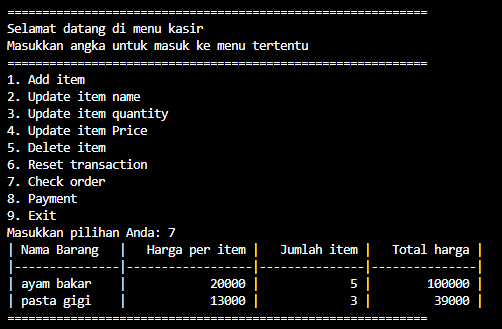 ============================================================
Selamat datang di menu kasir
Masukkan angka untuk masuk ke menu tertentu
============================================================
1. Add item
2. Update item name
3. Update item quantity
4. Update item Price
5. Delete item
6. Reset transaction
7. Check order
8. Payment
9. Exit
Masukkan pilihan Anda: 7
| Nama Barang   |   Harga per item |   Jumlah item |   Total harga |
|---------------|------------------|---------------|---------------|
| ayam bakar    |            20000 |             5 |        100000 |
| pasta gigi    |            13000 |             3 |         39000 |
============================================================